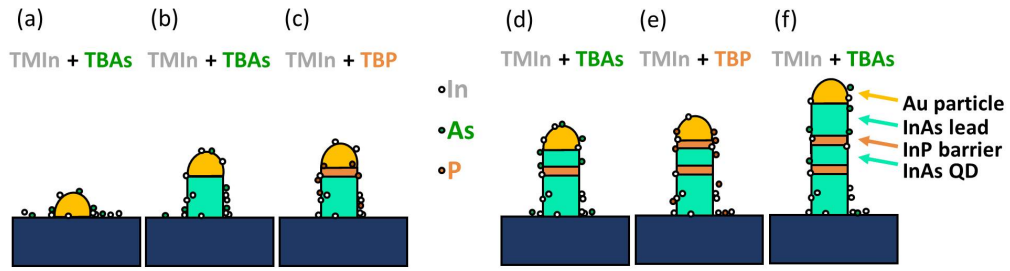 (a) (b) (c) (d) (e) (f)
TMIn + TBAs TMIn + TBAs TMIn + TBP TMIn + TBAs TMIn + TBP TMIn + TBAs
In
As
P
Au particle
InAs lead
InP barrier
InAs QD